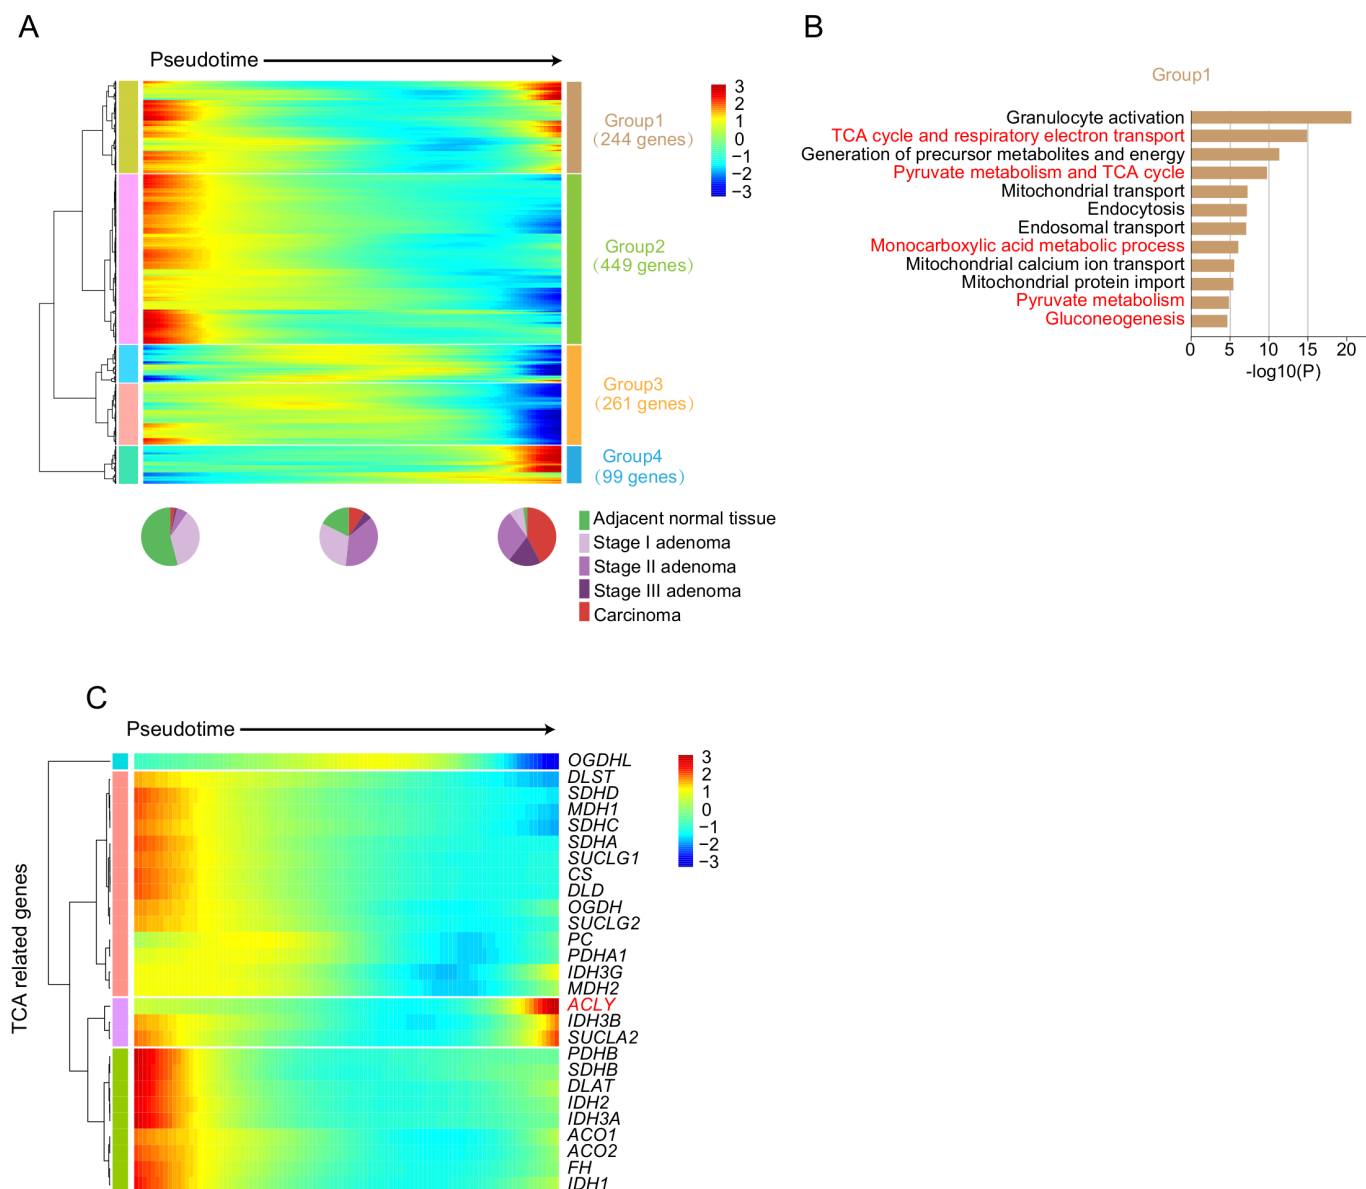 A
Pseudotime
3
2
1
0
−1
−2
−3
Group1
(244 genes)
Group2
(449 genes)
Group3
(261 genes)
Group4
(99 genes)
Adjacent normal tissue
Stage I adenoma
Stage II adenoma
Stage III adenoma
Carcinoma
B
Group1
Granulocyte activation
TCA cycle and respiratory electron transport
Generation of precursor metabolites and energy
Pyruvate metabolism and TCA cycle
Mitochondrial transport
Endocytosis
Endosomal transport
Monocarboxylic acid metabolic process
Mitochondrial calcium ion transport
Mitochondrial protein import
Pyruvate metabolism
Gluconeogenesis
0 5 10 15 20
-log10(P)
C
Pseudotime
TCA related genes
OGDHL
DLST
SDHD
MDH1
SDHC
SDHA
SUCLG1
CS
DLD
OGDH
SUCLG2
PC
PDHA1
IDH3G
MDH2
ACLY
IDH3B
SUCLA2
PDHB
SDHB
DLAT
IDH2
IDH3A
ACO1
ACO2
FH
IDH1
3
2
1
0
−1
−2
−3